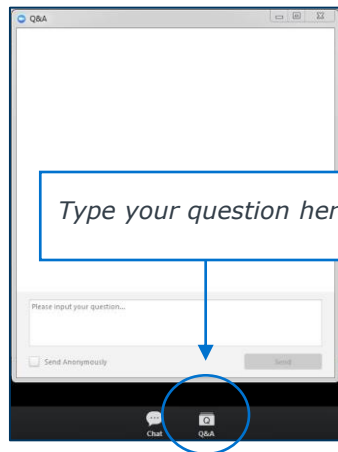 Q&A
Type your question her
Please input your question...
Send Anonymously
Send
Chat
Q
Q&A